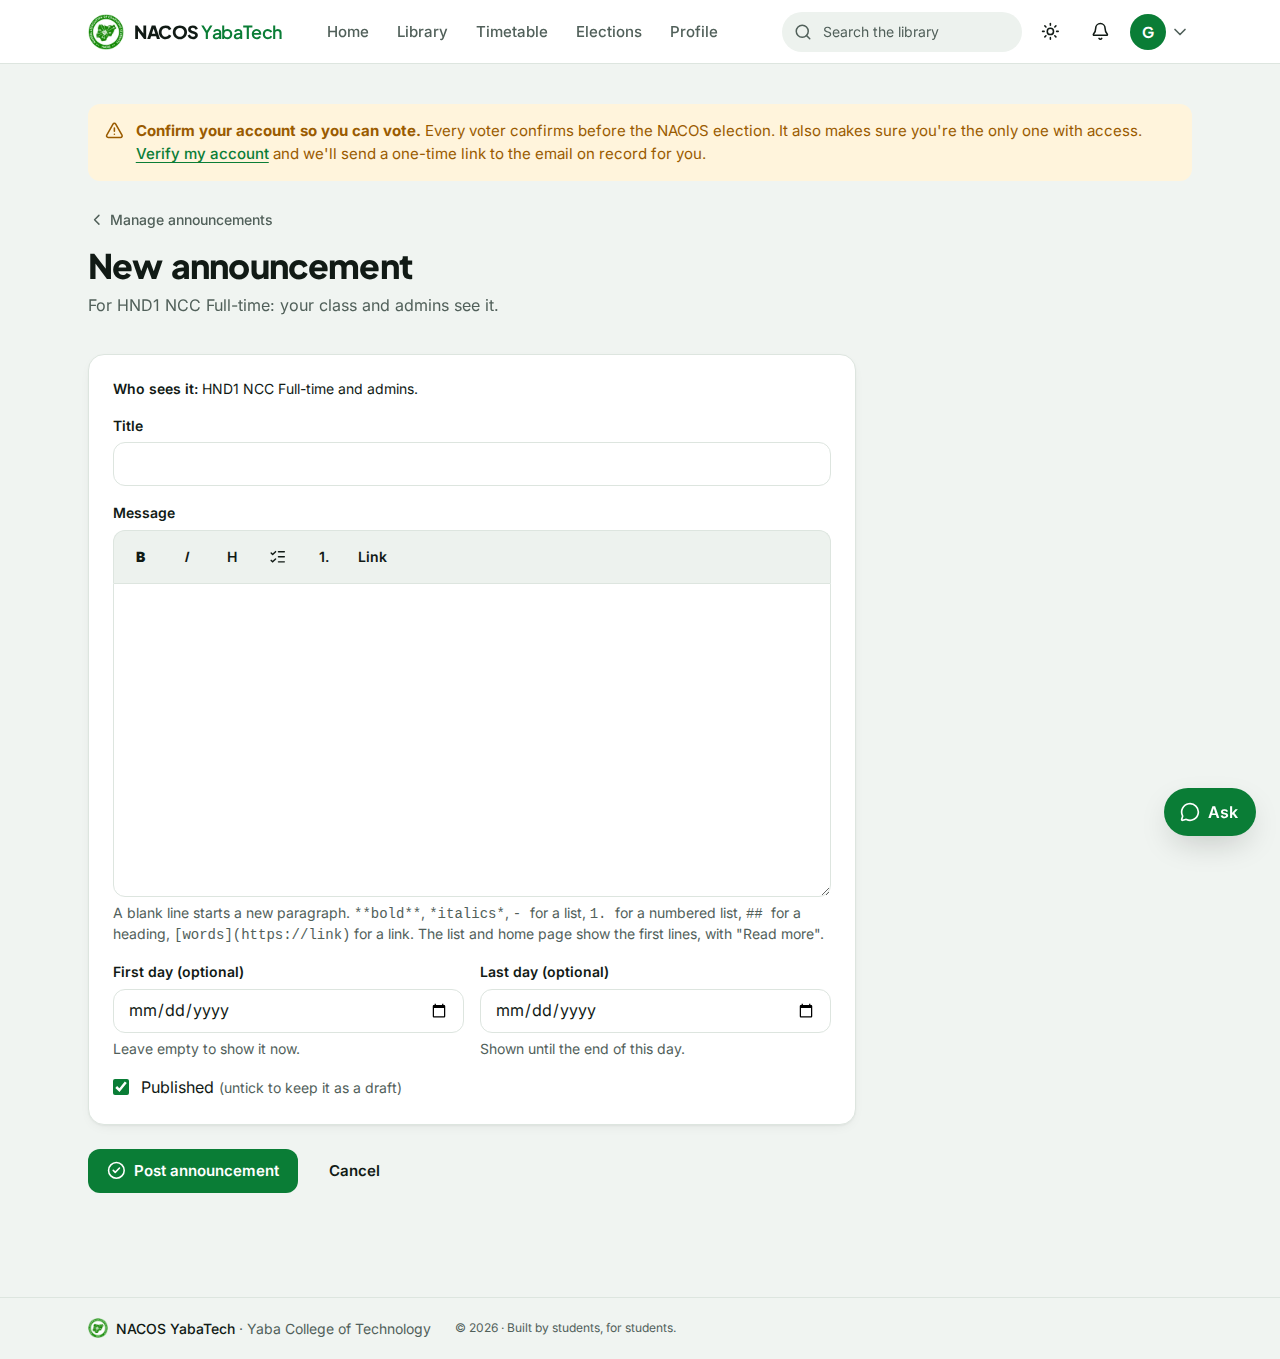 NACOS YabaTech
Home
Library
Timetable
Elections
Profile
Search the library
G
Confirm your account so you can vote. Every voter confirms before the NACOS election. It also makes sure you're the only one with access.
Verify my account and we'll send a one-time link to the email on record for you.
Manage announcements
New announcement
For HND1 NCC Full-time: your class and admins see it.
Who sees it: HND1 NCC Full-time and admins.
Title
Message
B I H 1. Link
A blank line starts a new paragraph. **bold**, *italics*, - for a list, 1. for a numbered list, ## for a
heading, [words](https://link) for a link. The list and home page show the first lines, with "Read more".
First day (optional)
Last day (optional)
mm/dd/yyyy
mm/dd/yyyy
Leave empty to show it now.
Shown until the end of this day.
Published (untick to keep it as a draft)
Post announcement
Cancel
Ask
NACOS YabaTech · Yaba College of Technology
© 2026 · Built by students, for students.